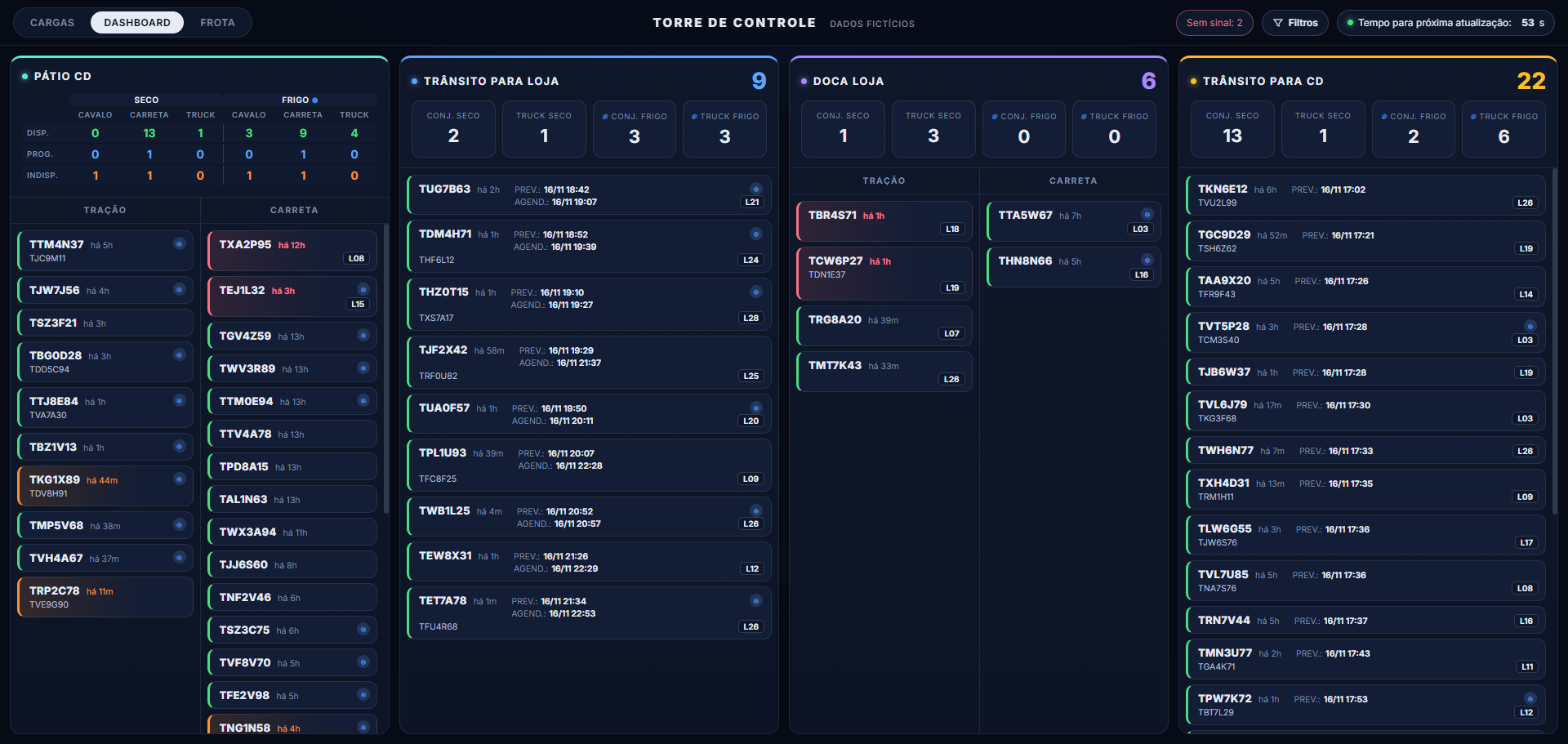 CARGAS DASHBOARD FROTA
TORRE DE CONTROLE DADOS FICTÍCIOS
Sem sinal: 2 Filtros Tempo para próxima atualização: 53 s
PÁTIO CD
SECO FRIGO
CAVALO CARRETA TRUCK CAVALO CARRETA TRUCK
DISP. 0 13 1 3 9 4
PROG. 0 1 0 0 1 0
INDISP. 1 1 0 1 1 0
TRAÇÃO
TTM4N37 há 5h
TJC9M11
TJW7J56 há 4h
TSZ3F21 há 3h
TBG0D28 há 3h
TDD5C94
TTJ8E84 há 1h
TVA7A30
TBZ1V13 há 1h
TKG1X89 há 44m
TDV8H91
TMP5V68 há 38m
TVH4A67 há 37m
TRP2C78 há 11m
TVE9G90
CARRETA
TXA2P95 há 12h
L08
TEJ1L32 há 3h
L15
TGV4Z59 há 13h
TWV3R89 há 13h
TTM0E94 há 13h
TTV4A78 há 13h
TPD8A15 há 13h
TAL1N63 há 13h
TWX3A94 há 11h
TJJ6S60 há 8h
TNF2V46 há 6h
TSZ3C75 há 6h
TVF8V70 há 5h
TFE2V98 há 5h
TNG1N58 há 4h
TRÂNSITO PARA LOJA 9
CONJ. SECO TRUCK SECO CONJ. FRIGO TRUCK FRIGO
2 1 3 3
TUG7B63 há 2h PREV.: 16/11 18:42
AGEND.: 16/11 19:07 L21
TDM4H71 há 1h PREV.: 16/11 18:52
AGEND.: 16/11 19:39
THF6L12 L24
THZ0T15 há 1h PREV.: 16/11 19:10
AGEND.: 16/11 19:27
TXS7A17 L28
TJF2X42 há 58m PREV.: 16/11 19:29
AGEND.: 16/11 21:37
TRF0U82 L25
TUA0F57 há 1h PREV.: 16/11 19:50
AGEND.: 16/11 20:11 L20
TPL1U93 há 39m PREV.: 16/11 20:07
AGEND.: 16/11 22:28
TFC8F25 L09
TWB1L25 há 4m PREV.: 16/11 20:52
AGEND.: 16/11 20:57 L26
TEW8X31 há 1h PREV.: 16/11 21:26
AGEND.: 16/11 22:29 L12
TET7A78 há 1m PREV.: 16/11 21:34
AGEND.: 16/11 22:53
TFU4R68 L26
DOCA LOJA 6
CONJ. SECO TRUCK SECO CONJ. FRIGO TRUCK FRIGO
1 3 0 0
TRAÇÃO
TBR4S71 há 1h
L18
TCW6P27 há 1h
TDN1E37
L19
TRG8A20 há 39m
L07
TMT7K43 há 33m
L26
CARRETA
TTA5W67 há 7h
L03
THN8N66 há 5h
L16
TRÂNSITO PARA CD 22
CONJ. SECO TRUCK SECO CONJ. FRIGO TRUCK FRIGO
13 1 2 6
TKN6E12 há 6h PREV.: 16/11 17:02
TVU2L99 L26
TGC9D29 há 52m PREV.: 16/11 17:21
TSH6Z62 L19
TAA9X20 há 5h PREV.: 16/11 17:26
TFR9F43 L14
TVT5P28 há 3h PREV.: 16/11 17:28
TCM3S40 L03
TJB6W37 há 1h PREV.: 16/11 17:28 L19
TVL6J79 há 17m PREV.: 16/11 17:30
TKG3F68 L03
TWH6N77 há 7m PREV.: 16/11 17:33 L26
TXH4D31 há 13m PREV.: 16/11 17:35
TRM1H11 L09
TLW6G55 há 3h PREV.: 16/11 17:36
TJW6S76 L17
TVL7U85 há 5h PREV.: 16/11 17:36
TNA7S76 L08
TRN7V44 há 5h PREV.: 16/11 17:37 L16
TMN3U77 há 2h PREV.: 16/11 17:43
TGA4K71 L11
TPW7K72 há 1h PREV.: 16/11 17:53
TBT7L29 L12